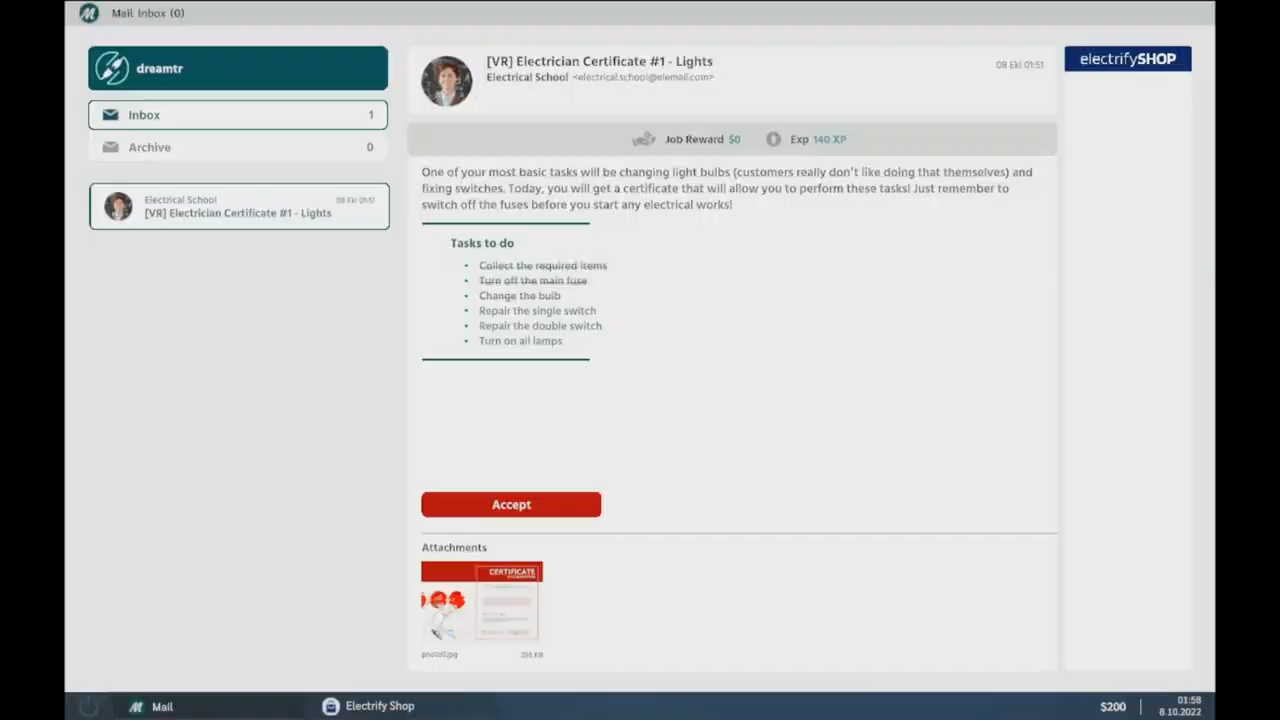 Mail Inbox (0)
dreamtr
Inbox 1
Archive 0
Electrical School 08 Eki 01:51
[VR] Electrician Certificate #1 - Lights
[VR] Electrician Certificate #1 - Lights
Electrical School <electrical.school@elemail.com>
08 Eki 01:51
Job Reward $0 Exp 140 XP
One of your most basic tasks will be changing light bulbs (customers really don't like doing that themselves) and
fixing switches. Today, you will get a certificate that will allow you to perform these tasks! Just remember to
switch off the fuses before you start any electrical works!
Tasks to do
• Collect the required items
• Turn off the main fuse
• Change the bulb
• Repair the single switch
• Repair the double switch
• Turn on all lamps
Accept
Attachments
CERTIFICATE
photo0.jpg
electrifySHOP
Mail
Electrify Shop
$200
01:58
8.10.2022